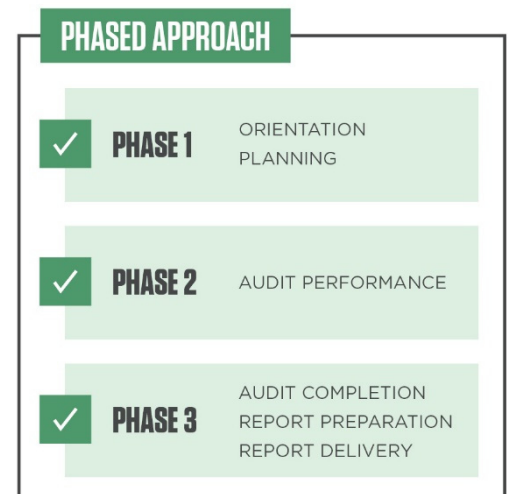 PHASED APPROACH
PHASE 1
ORIENTATION
PLANNING
PHASE 2
AUDIT PERFORMANCE
PHASE 3
AUDIT COMPLETION
REPORT PREPARATION
REPORT DELIVERY